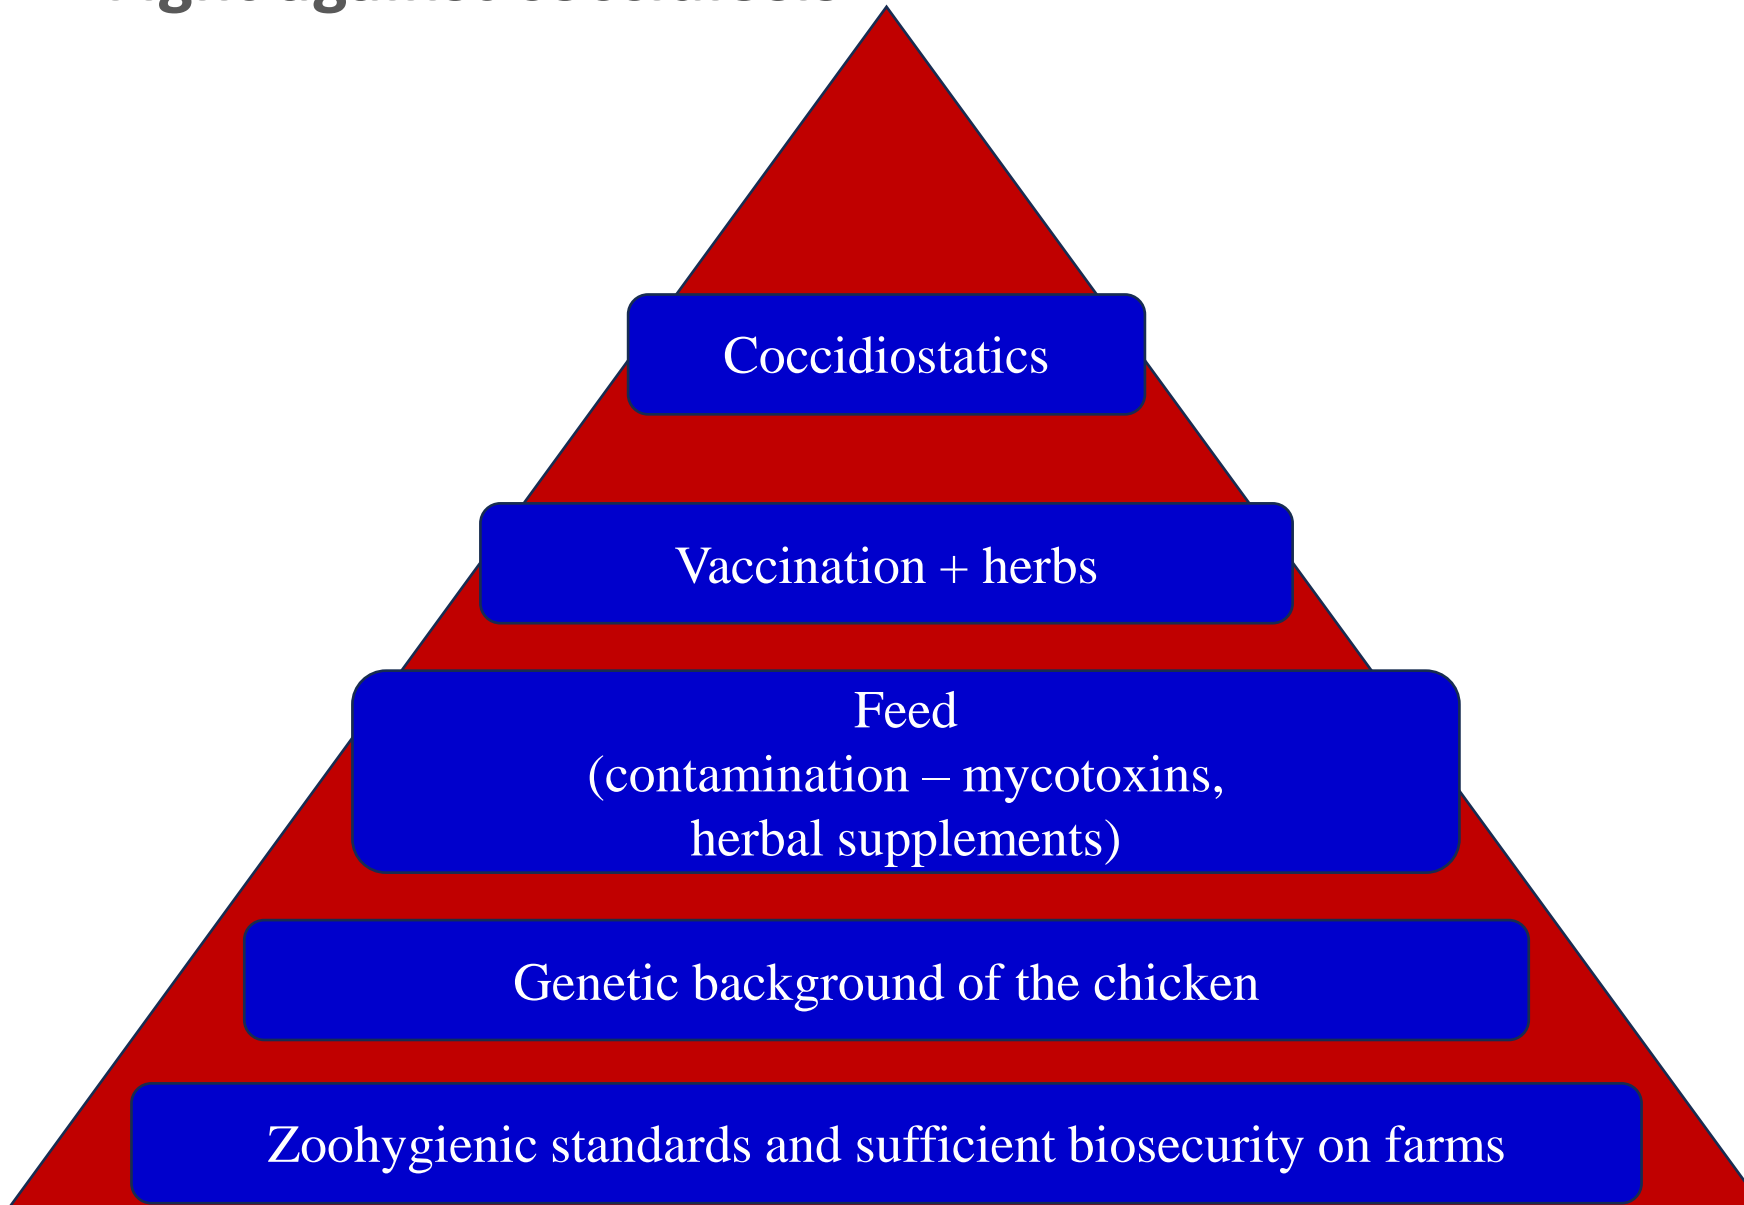 against
Coccidiostatics
Vaccination + herbs
Feed
(contamination – mycotoxins,
herbal supplements)
Genetic background of the chicken
Zoohygienic standards and sufficient biosecurity on farms